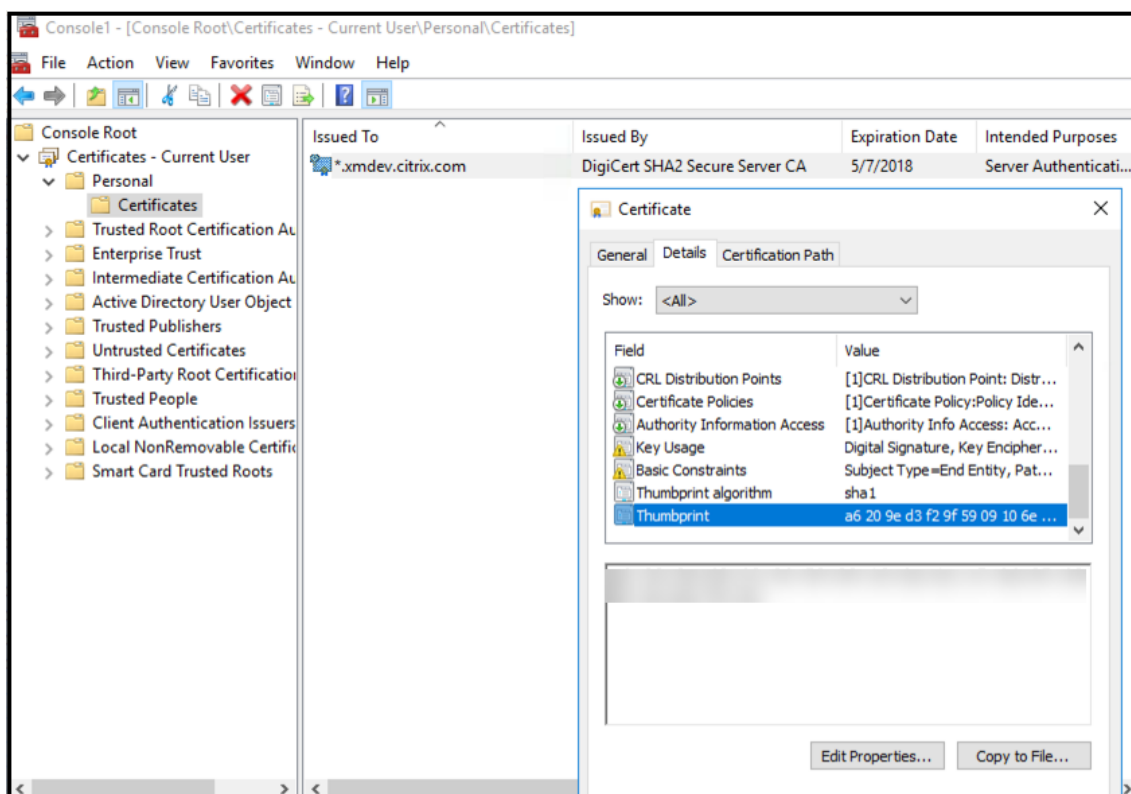 Console1 - [Console Root\Certificates - Current User\Personal\Certificates]
File Action View Favorites Window Help
Console Root
Certificates - Current User
Personal
Certificates
Trusted Root Certification Au
Enterprise Trust
Intermediate Certification Au
Active Directory User Object
Trusted Publishers
Untrusted Certificates
Third-Party Root Certification
Trusted People
Client Authentication Issuers
Local NonRemovable Certific
Smart Card Trusted Roots
Issued To Issued By Expiration Date Intended Purposes
*.xmdev.citrix.com DigiCert SHA2 Secure Server CA 5/7/2018 Server Authenticati...
Certificate
General Details Certification Path
Show: <All>
Field Value
CRL Distribution Points [1]CRL Distribution Point: Distr...
Certificate Policies [1]Certificate Policy:Policy Ide...
Authority Information Access [1]Authority Info Access: Acc...
Key Usage Digital Signature, Key Encipher...
Basic Constraints Subject Type=End Entity, Pat...
Thumbprint algorithm sha1
Thumbprint a6 20 9e d3 f2 9f 59 09 10 6e ...
Edit Properties... Copy to File...